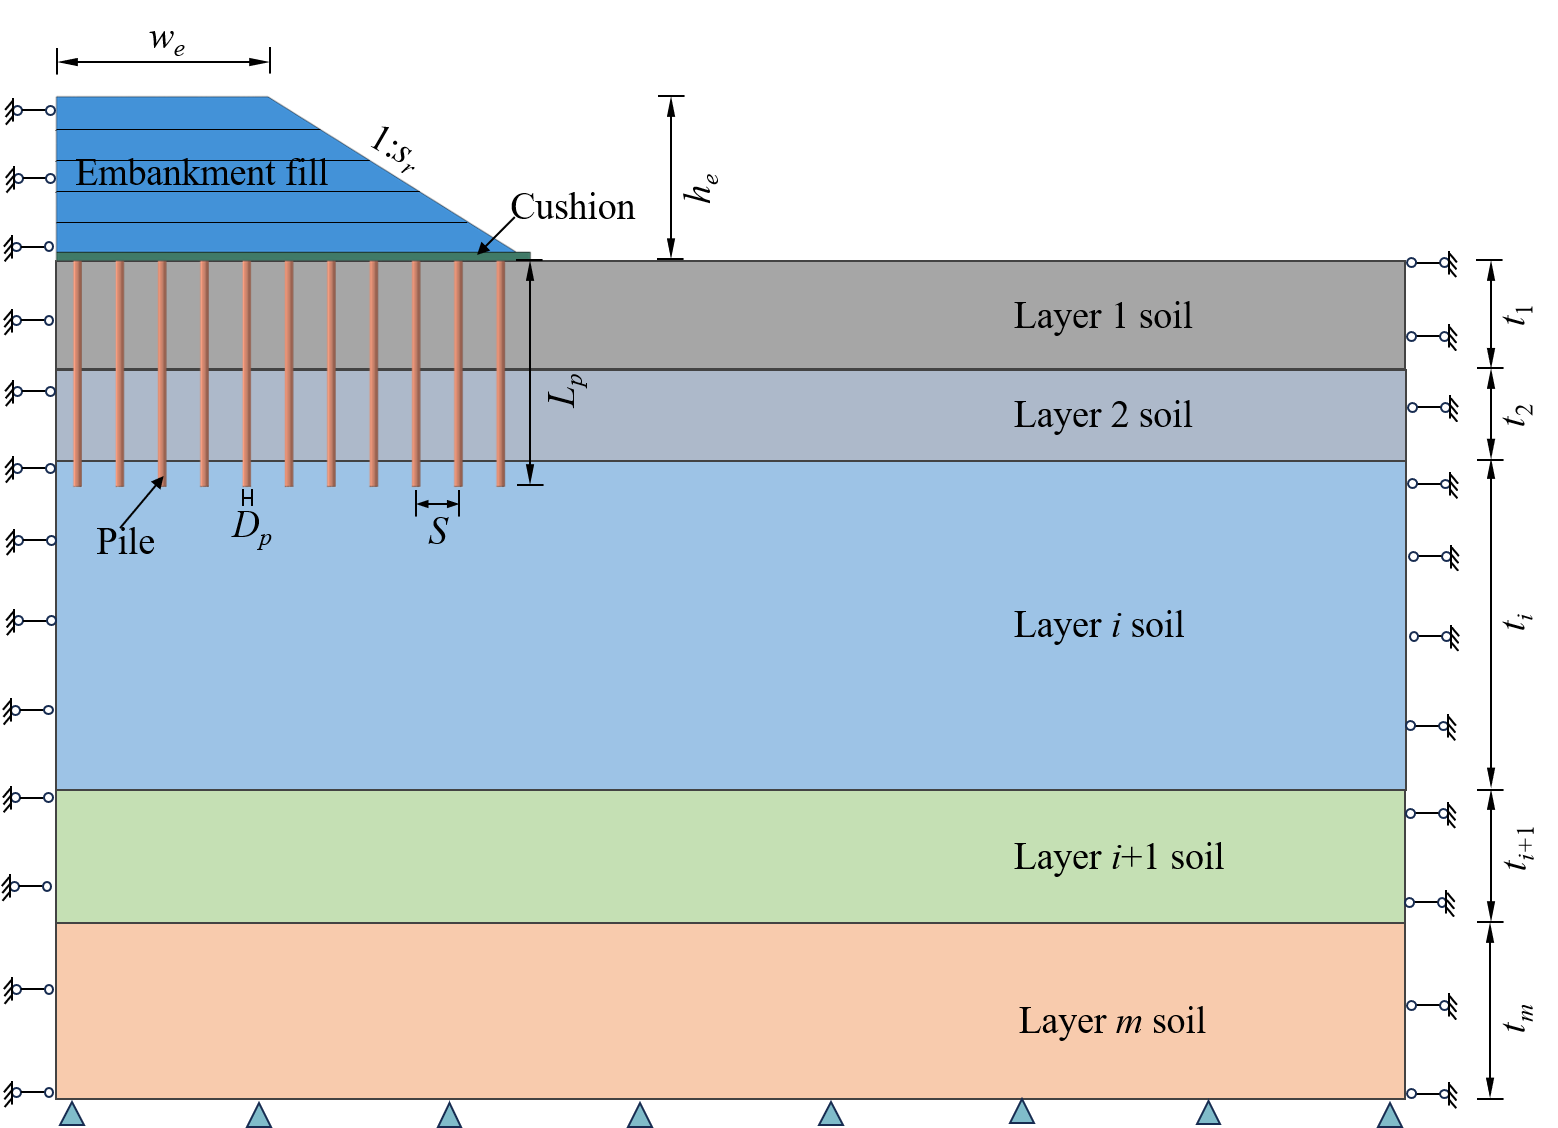 w_e
1:s_r
h_e
Embankment fill
Cushion
Layer 1 soil
t_1
L_p
Layer 2 soil
t_2
Pile
D_p
S
Layer i soil
t_i
Layer i+1 soil
t_{i+1}
Layer m soil
t_m